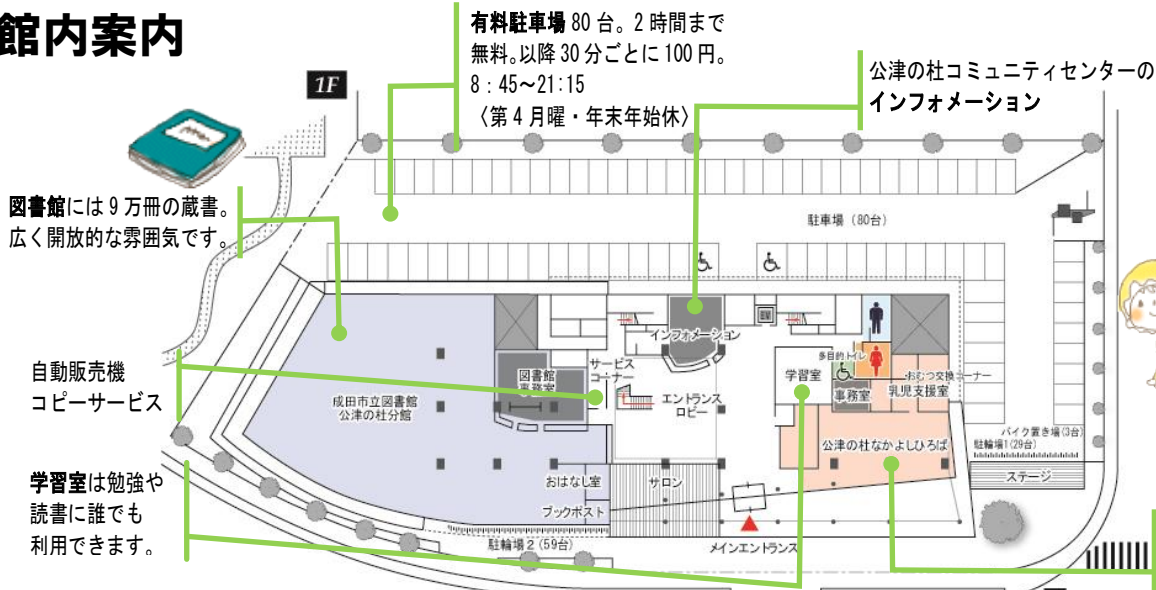 館内案内
有料駐車場 80 台。2 時間まで
無料。以降 30 分ごとに 100 円。
8：45～21:15
〈第 4 月曜・年末年始休〉
公津の杜コミュニティセンターの
インフォメーション
1F
図書館には 9 万冊の蔵書。
広く開放的な雰囲気です。
駐車場（80台）
自動販売機
コピーサービス
インフォメーション
EV
サービス
コーナー
図書館
事務室
成田市立図書館
公津の杜分館
エントランス
ロビー
学習室
多目的トイレ
事務室
おむつ交換コーナー
乳児支援室
公津の杜なかよしひろば
バイク置き場(3台)
駐輪場1(29台)
ステージ
学習室は勉強や
読書に誰でも
利用できます。
おはなし室
サロン
ブックポスト
駐輪場２(59台)
メインエントランス